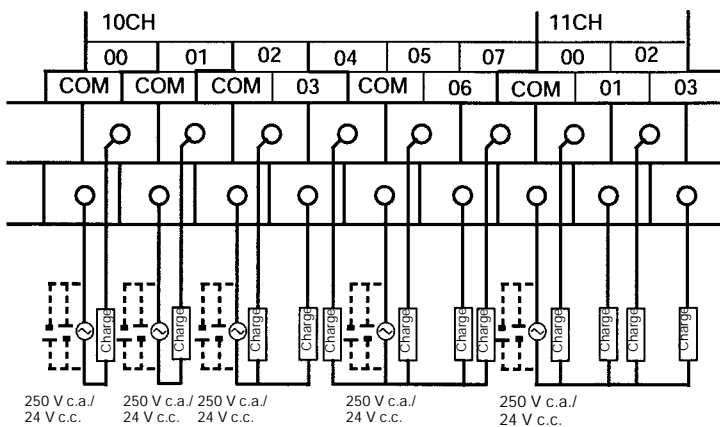 10CH 11CH
00 01 02 04 05 07 00 02
COM COM COM 03 COM 06 COM 01 03
Charge Charge Charge Charge Charge Charge Charge Charge Charge Charge Charge Charge
250 V c.a./ 250 V c.a./ 250 V c.a./ 250 V c.a./ 250 V c.a./
24 V c.c. 24 V c.c. 24 V c.c. 24 V c.c. 24 V c.c.